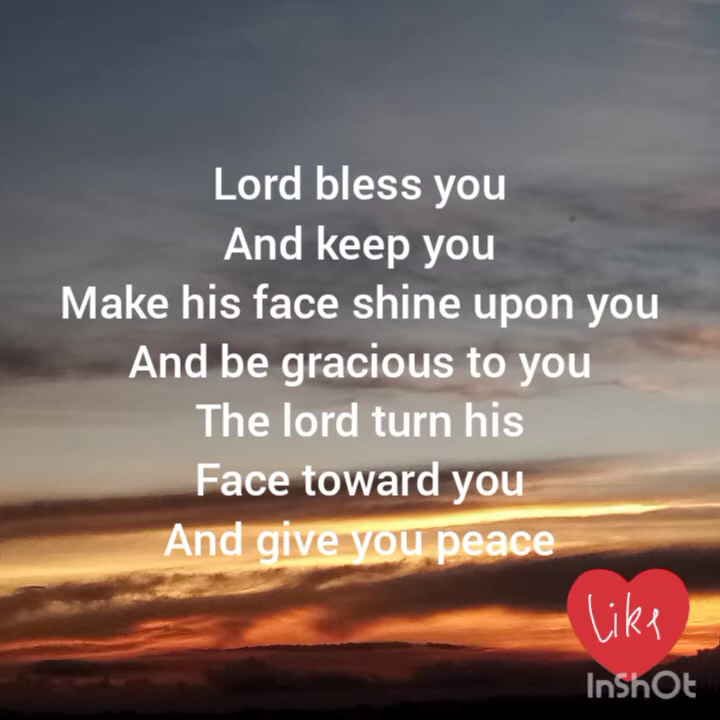 Lord bless you
And keep you
Make his face shine upon you
And be gracious to you
The lord turn his
Face toward you
And give you peace
Like
InShOt